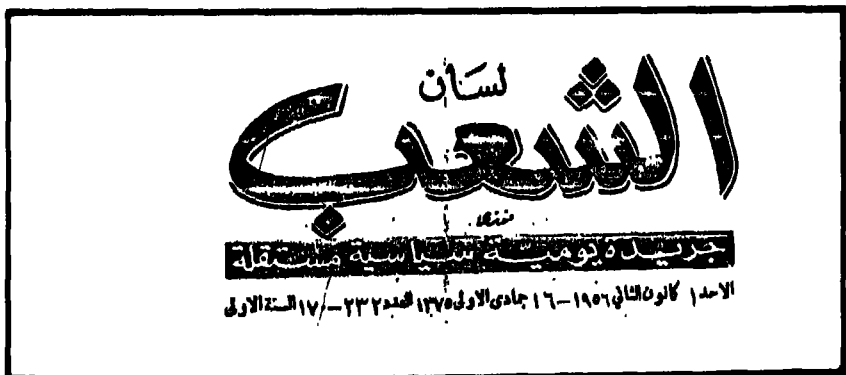 لسان
الشعب
جريدة يومية سياسية مستقلة
الاحد ١ كانون الثاني ١٩٥٦ – ١٦ جمادى الاولى ١٣٧٥ العدد ٢٣٢ – ١٧٠ السنة الاولى